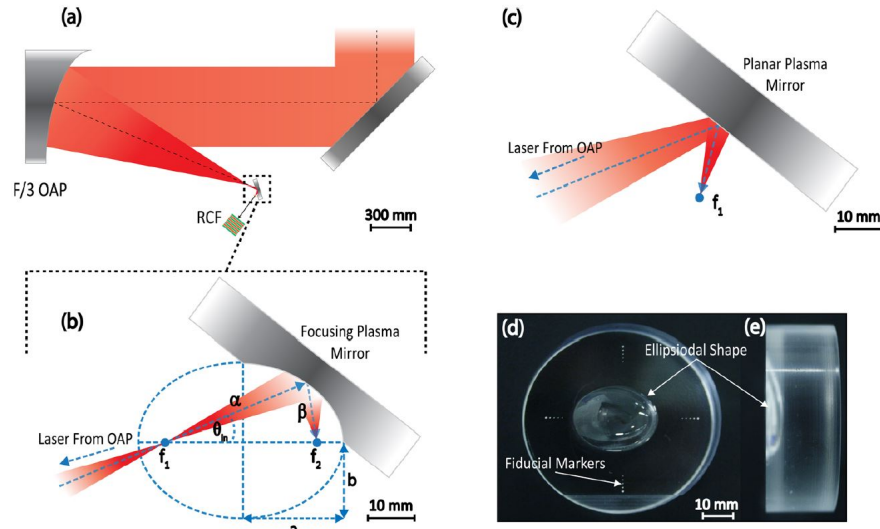 (a)
F/3 OAP
RCF
300 mm
(b)
Focusing Plasma
Mirror
α
β
θin
Laser From OAP
f1
f2
b
a
10 mm
(c)
Planar Plasma
Mirror
Laser From OAP
f1
10 mm
(d)
(e)
Ellipsiodal Shape
Fiducial Markers
10 mm